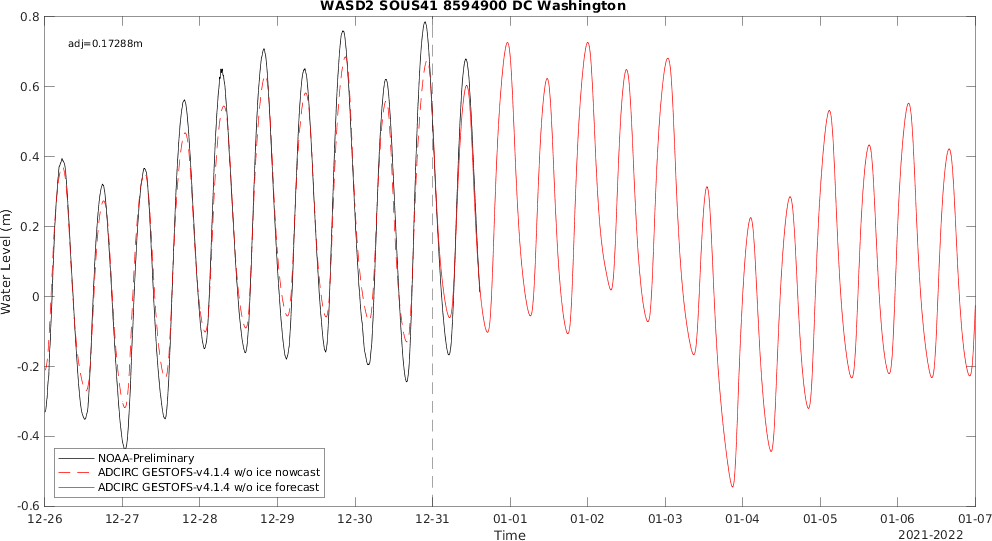 WASD2 SOUS41 8594900 DC Washington
adj=0.17288m
Water Level (m)
0.8
0.6
0.4
0.2
0
-0.2
-0.4
-0.6
NOAA-Preliminary
ADCIRC GESTOFS-v4.1.4 w/o ice nowcast
ADCIRC GESTOFS-v4.1.4 w/o ice forecast
12-26 12-27 12-28 12-29 12-30 12-31 01-01 01-02 01-03 01-04 01-05 01-06 01-07
Time
2021-2022